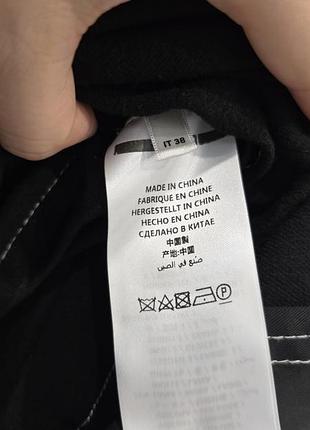 IT 38
MADE IN CHINA
FABRIQUE EN CHINE
HERGESTELLT IN CHINA
HECHO EN CHINA
СДЕЛАНО В КИТАЕ
中國製
产地:中国
صنع في الصين
P